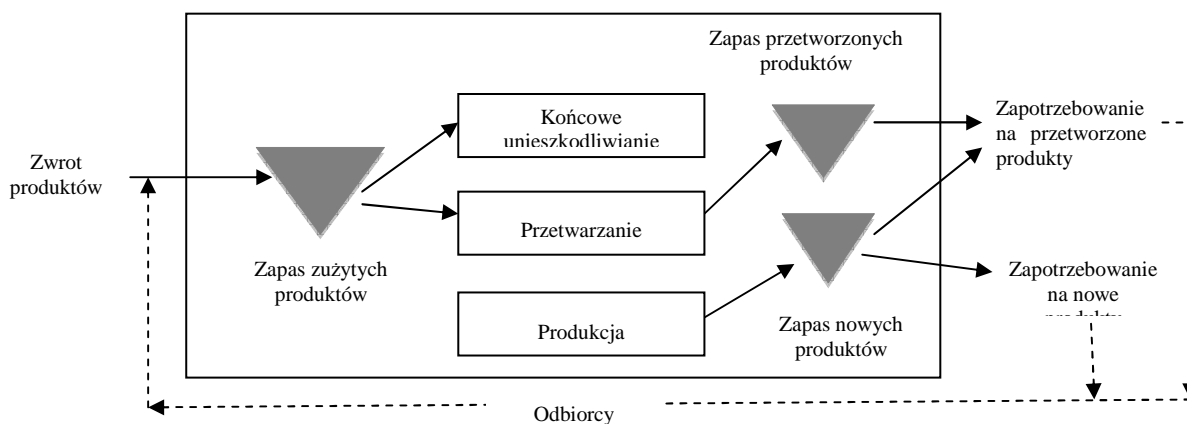 Zapas przetworzonych
produktów
Końcowe
unieszkodliwianie
Zapotrzebowanie
na przetworzone
produkty
Zwrot
produktów
Przetwarzanie
Zapas zużytych
produktów
Zapotrzebowanie
na nowe
produkty
Produkcja
Zapas nowych
produktów
Odbiorcy